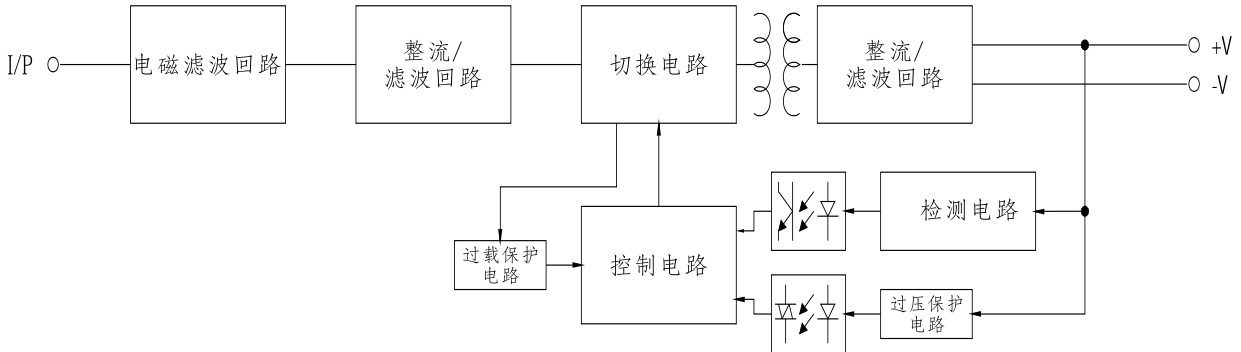 I/P
电磁滤波回路
整流/
滤波回路
切换电路
整流/
滤波回路
+V
-V
过载保护
电路
控制电路
检测电路
过压保护
电路